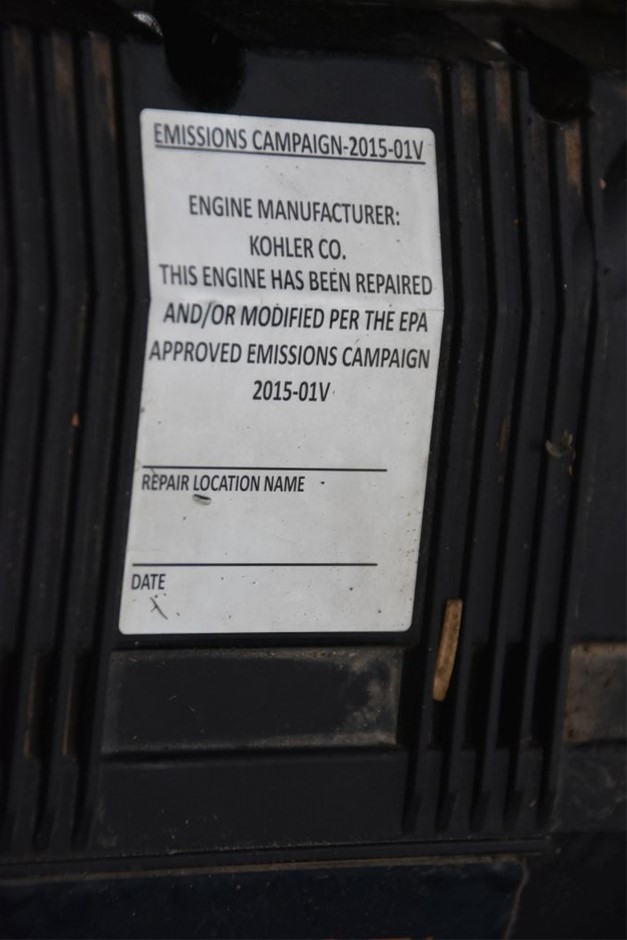 EMISSIONS CAMPAIGN-2015-01V
ENGINE MANUFACTURER:
KOHLER CO.
THIS ENGINE HAS BEEN REPAIRED
AND/OR MODIFIED PER THE EPA
APPROVED EMISSIONS CAMPAIGN
2015-01V
REPAIR LOCATION NAME
DATE